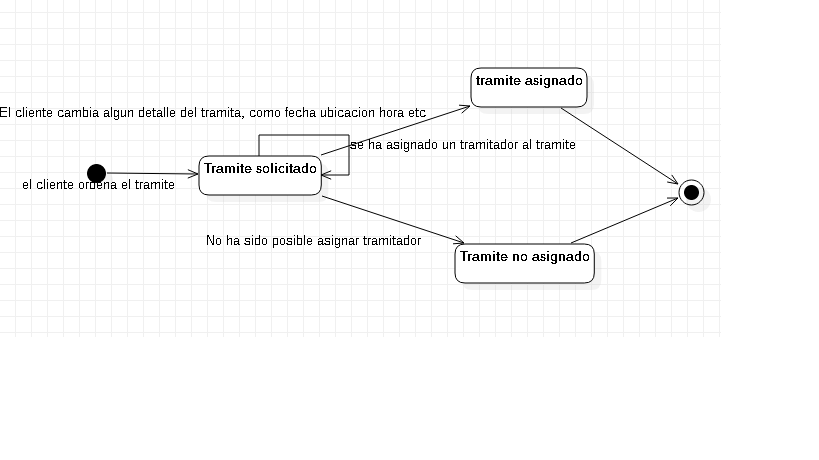 tramite asignado
El cliente cambia algun detalle del tramita, como fecha ubicacion hora etc
se ha asignado un tramitador al tramite
Tramite solicitado
el cliente ordena el tramite
No ha sido posible asignar tramitador
Tramite no asignado